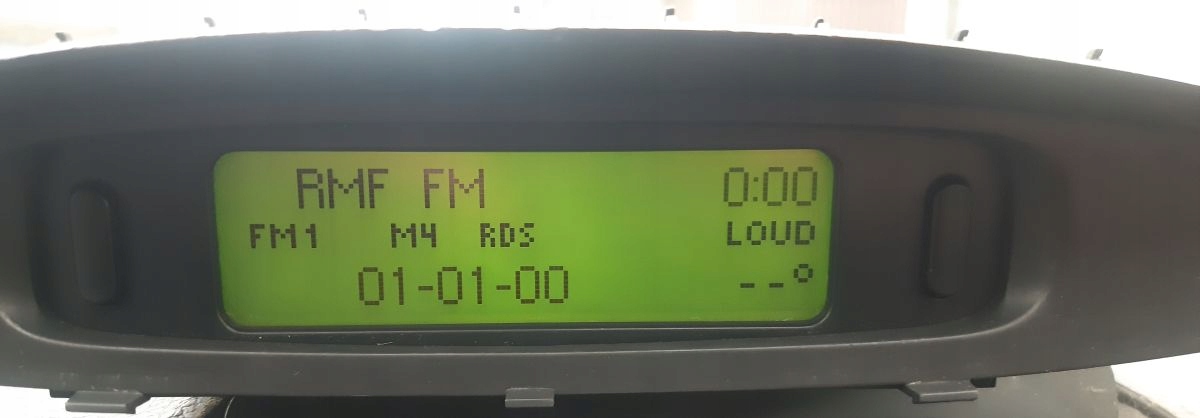 RMF FM 0:00
FM1 M4 RDS LOUD
01-01-00 --°